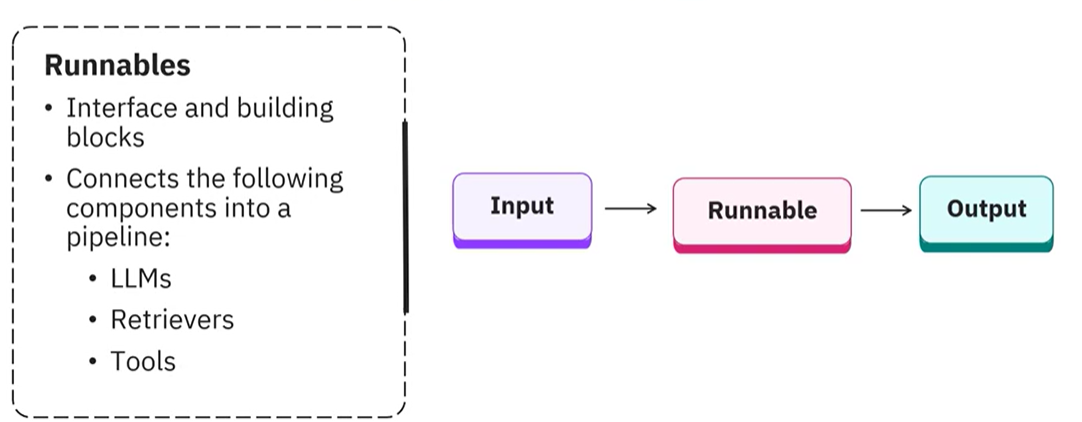 Runnables
• Interface and building
blocks
• Connects the following
components into a
pipeline:
• LLMs
• Retrievers
• Tools
Input
Runnable
Output